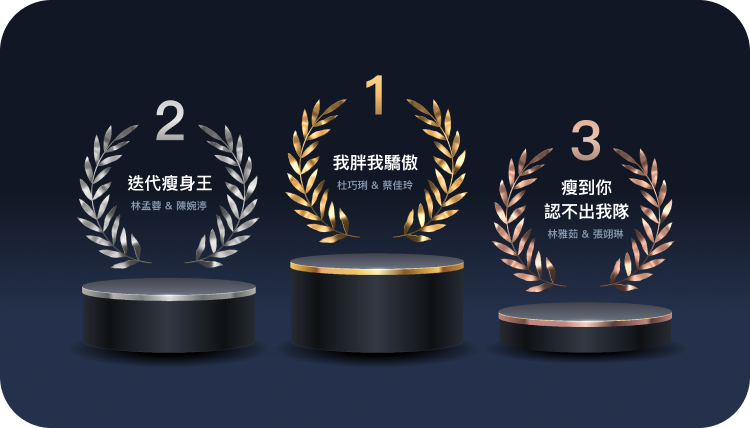 1
我胖我驕傲
杜巧琍 & 蔡佳玲
2
迭代瘦身王
林孟蓉 & 陳婉渟
3
瘦到你
認不出我隊
林雅茹 & 張翊琳